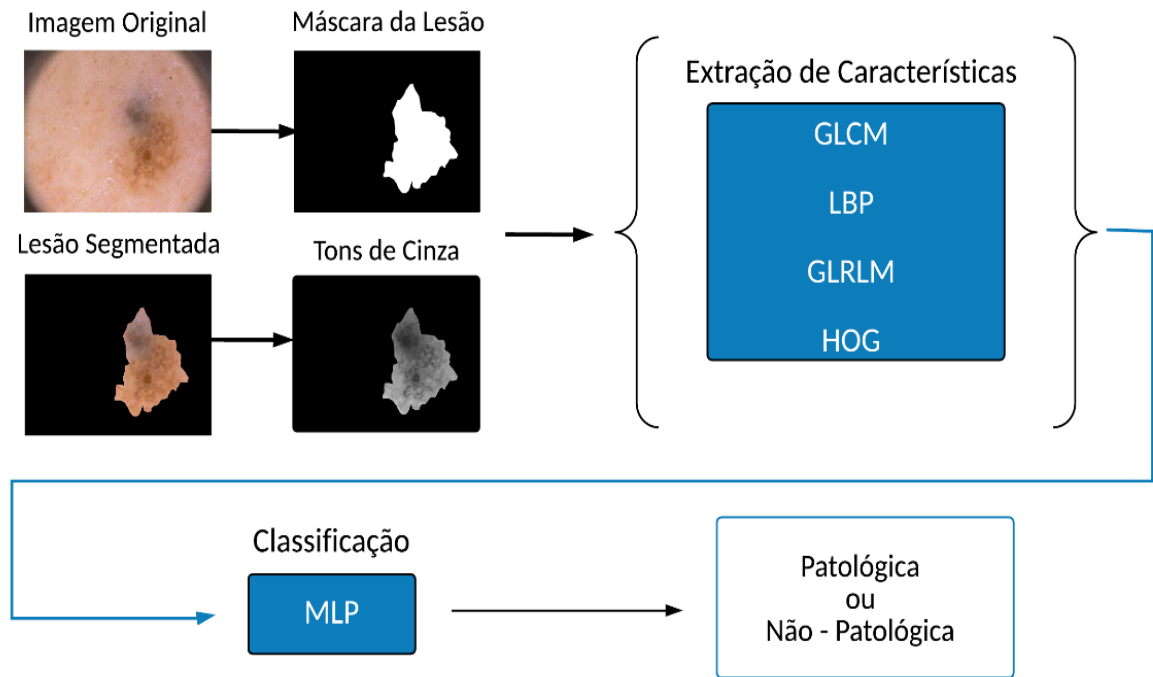 Imagem Original
Máscara da Lesão
Lesão Segmentada
Tons de Cinza
Extração de Característicias
GLCM
LBP
GLRLM
HOG
Classificação
MLP
Patológica
ou
Não - Patológica